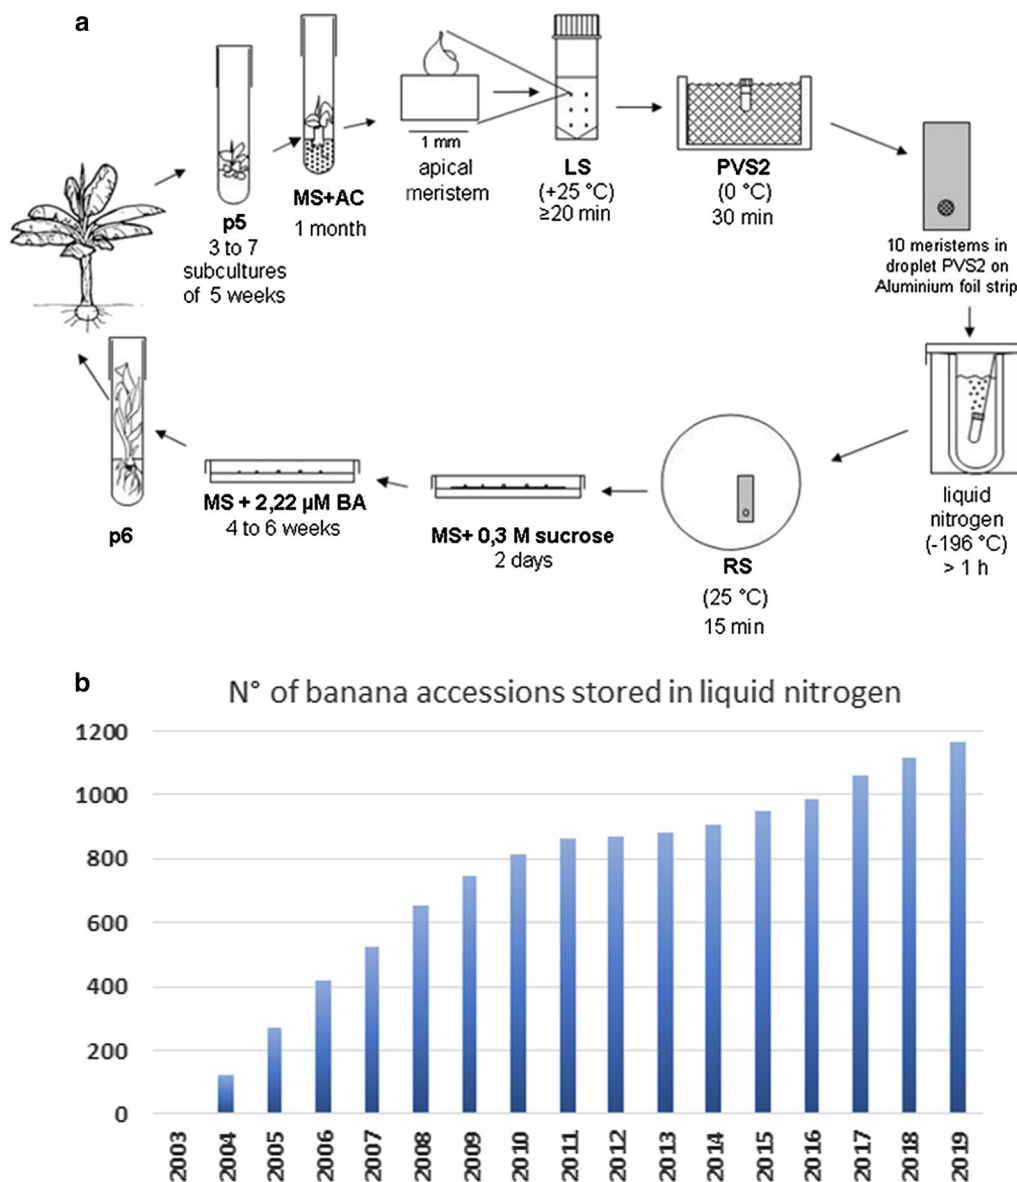 a
p5
3 to 7
subcultures
of 5 weeks
MS+AC
1 month
1 mm
apical
meristem
LS
(+25 °C)
≥20 min
PVS2
(0 °C)
30 min
10 meristems in
droplet PVS2 on
Aluminium foil strip
liquid
nitrogen
(-196 °C)
> 1 h
RS
(25 °C)
15 min
MS+ 0,3 M sucrose
2 days
MS + 2,22 µM BA
4 to 6 weeks
p6
b
N° of banana accessions stored in liquid nitrogen
1200
1000
800
600
400
200
0
2003
2004
2005
2006
2007
2008
2009
2010
2011
2012
2013
2014
2015
2016
2017
2018
2019